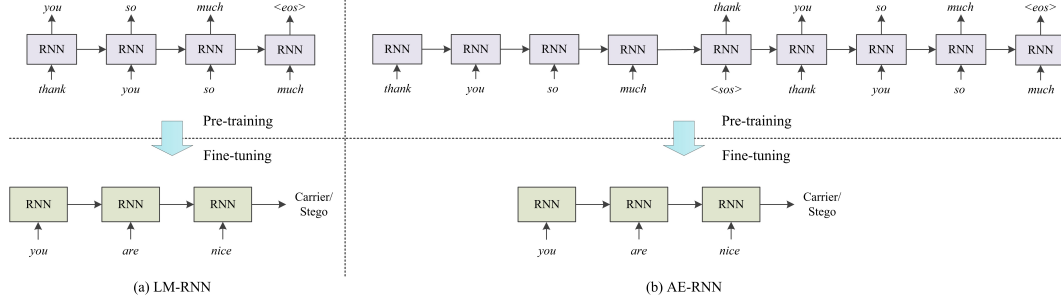 you so much <eos>
RNN RNN RNN RNN
thank you so much
thank you so much <eos>
RNN RNN RNN RNN RNN RNN RNN RNN RNN
thank you so much <sos> thank you so much
Pre-training
Fine-tuning
Pre-training
Fine-tuning
RNN RNN RNN Carrier/
Stego
you are nice
RNN RNN RNN Carrier/
Stego
you are nice
(a) LM-RNN
(b) AE-RNN